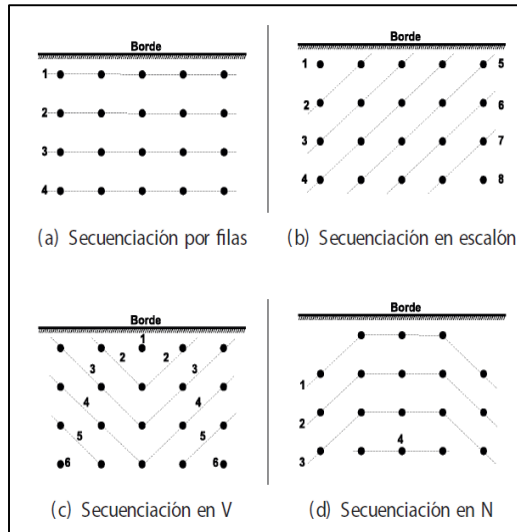 Borde
1
2
3
4
(a) Secuenciación por filas
Borde
1 5
2 6
3 7
4 8
(b) Secuenciación en escalón
Borde
1
2 2
3 3
4 4
5 5
6 6
(c) Secuenciación en V
Borde
1
2
4
3
(d) Secuenciación en N